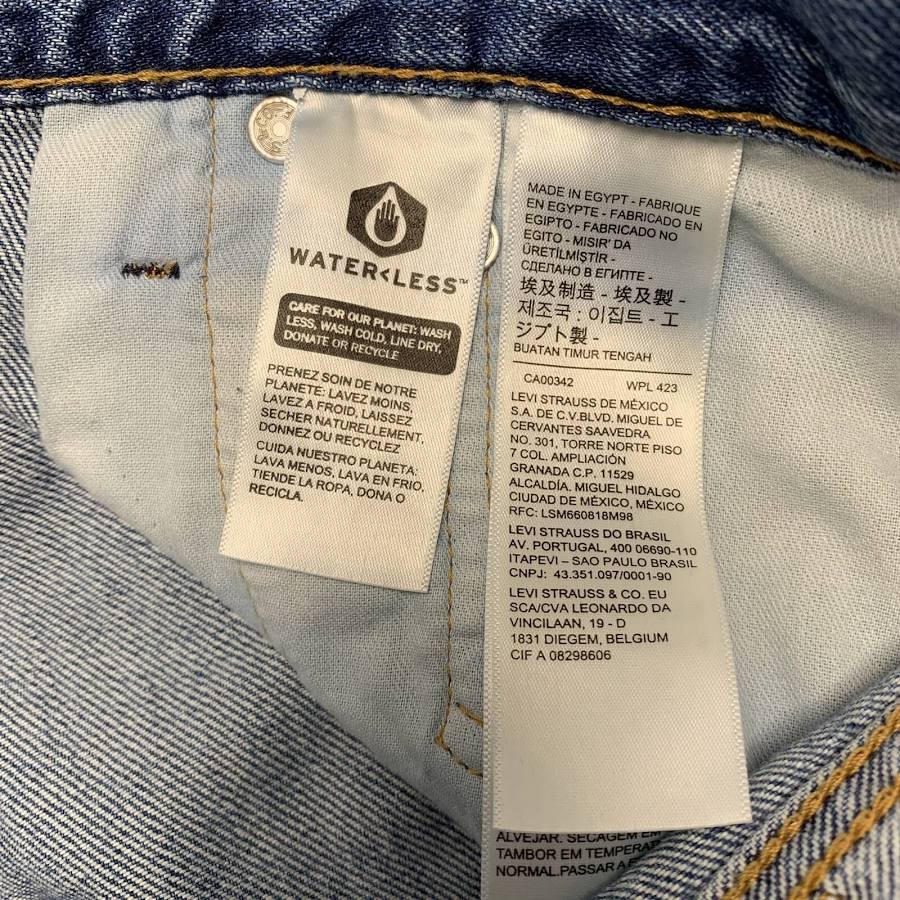 WATER<LESS™
CARE FOR OUR PLANET: WASH
LESS, WASH COLD, LINE DRY,
DONATE OR RECYCLE
PRENEZ SOIN DE NOTRE
PLANETE: LAVEZ MOINS,
LAVEZ A FROID, LAISSEZ
SECHER NATURELLEMENT,
DONNEZ OU RECYCLEZ
CUIDA NUESTRO PLANETA:
LAVA MENOS, LAVA EN FRIO,
TIENDE LA ROPA, DONA O
RECICLA.
MADE IN EGYPT - FABRIQUE
EN EGYPTE - FABRICADO EN
EGIPTO - FABRICADO NO
EGITO - MISIR' DA
ÜRETİLMİŞTİR -
СДЕЛАНО В ЕГИПТЕ -
埃及制造 - 埃及製 -
제조국 : 이집트 - エ
ジプト製 -
BUATAN TIMUR TENGAH
CA00342 WPL 423
LEVI STRAUSS DE MÉXICO
S.A. DE C.V.BLVD. MIGUEL DE
CERVANTES SAAVEDRA
NO. 301, TORRE NORTE PISO
7 COL. AMPLIACIÓN
GRANADA C.P. 11529
ALCALDÍA. MIGUEL HIDALGO
CIUDAD DE MÉXICO, MÉXICO
RFC: LSM660818M98
LEVI STRAUSS DO BRASIL
AV. PORTUGAL, 400 06690-110
ITAPEVI – SAO PAULO BRASIL
CNPJ: 43.351.097/0001-90
LEVI STRAUSS & CO. EU
SCA/CVA LEONARDO DA
VINCILAAN, 19 - D
1831 DIEGEM, BELGIUM
CIF A 08298606
ALVEJAR. SECAGEM EM
TAMBOR EM
NORMAL.PASSAR A